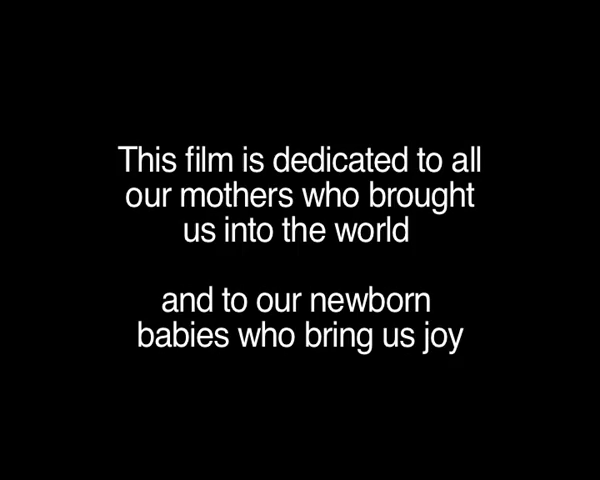 This film is dedicated to all
our mothers who brought
us into the world
and to our newborn
babies who bring us joy